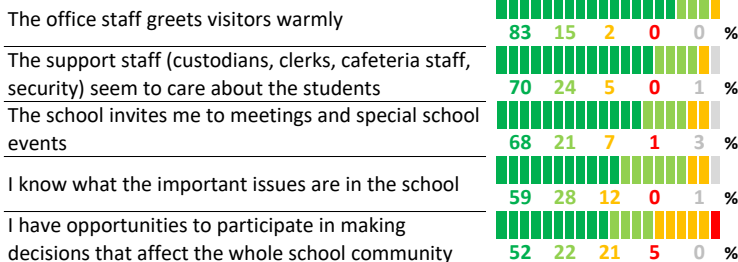 The office staff greets visitors warmly
83 15 2 0 0 %
The support staff (custodians, clerks, cafeteria staff,
security) seem to care about the students
70 24 5 0 1 %
The school invites me to meetings and special school
events
68 21 7 1 3 %
I know what the important issues are in the school
59 28 12 0 1 %
I have opportunities to participate in making
decisions that affect the whole school community
52 22 21 5 0 %